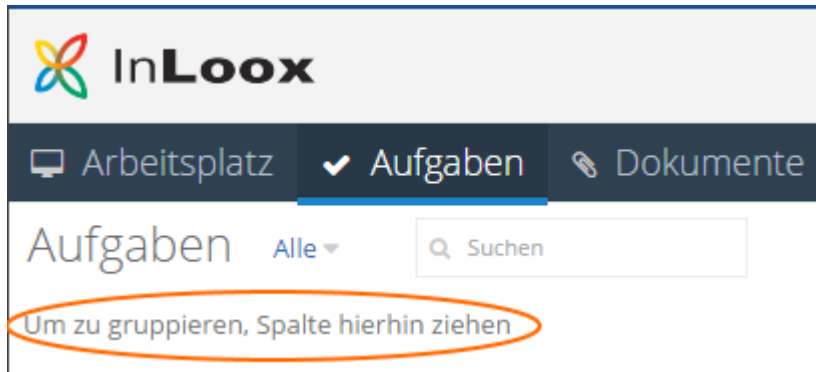 InLoox
Arbeitsplatz Aufgaben Dokumente
Aufgaben Alle Suchen
Um zu gruppieren, Spalte hierhin ziehen